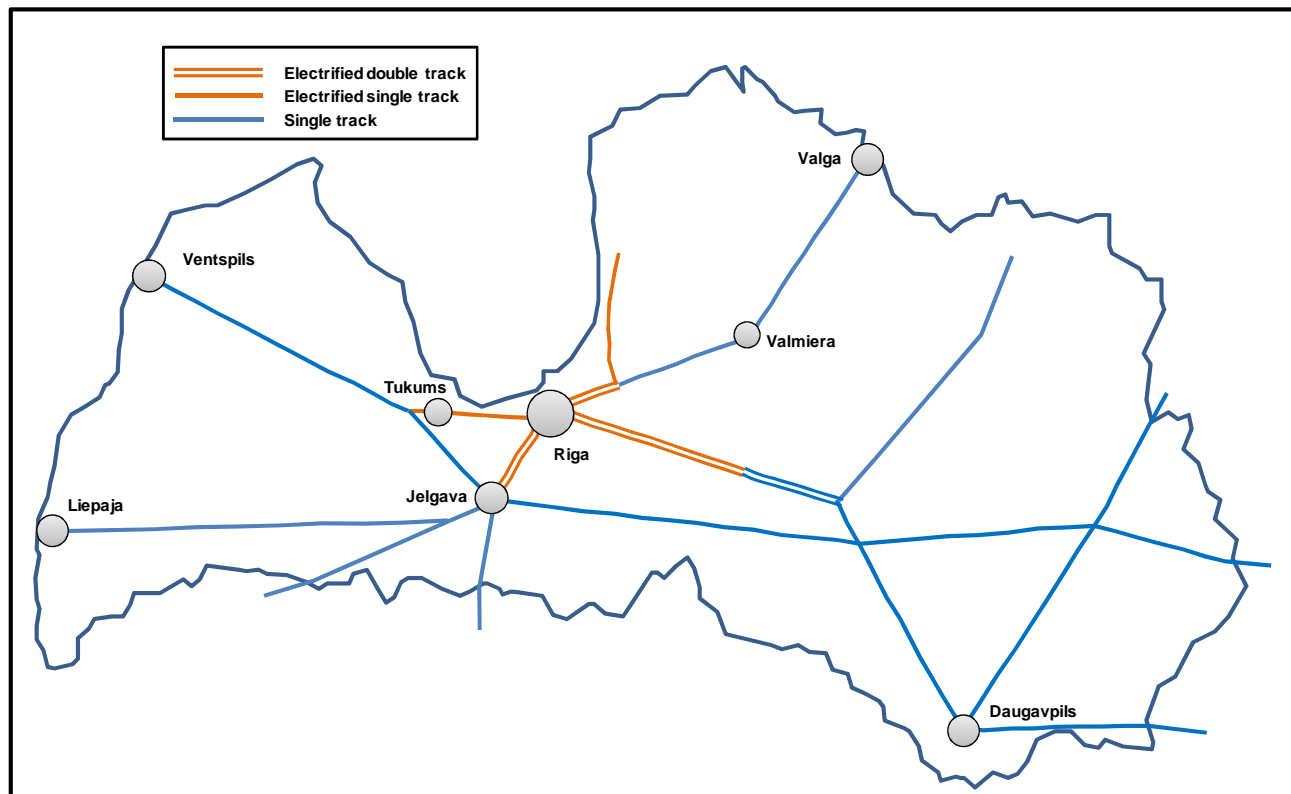 Electrified double track
Electrified single track
Single track
Valga
Ventspils
Valmiera
Tukums
Riga
Jelgava
Liepaja
Daugavpils